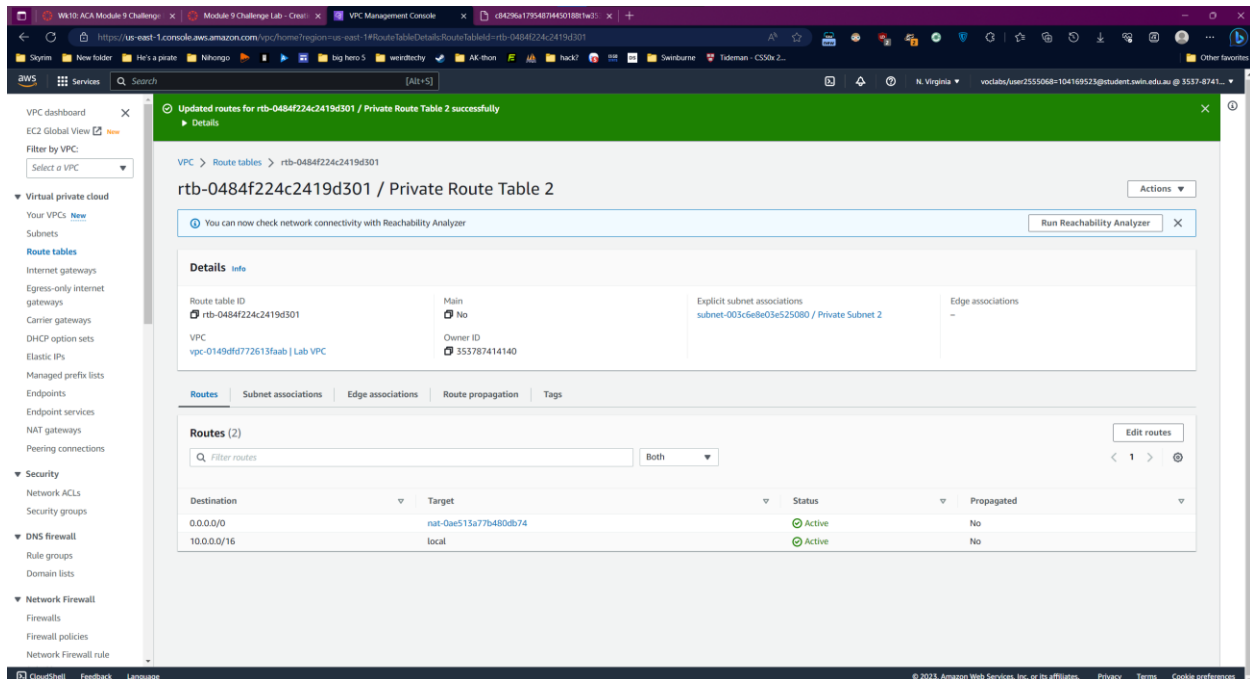 Wk10: ACA Module 9 Challenge
Module 9 Challenge Lab - Creati
VPC Management Console
https://us-east-1.console.aws.amazon.com/vpc/home?region=us-east-1#RouteTableDetails:RouteTableId=rtb-0484f224c2419d301
Skyrim New folder He's a pirate Nihongo big hero 5 weirdtechy AK-thon hack? Swinburne Tideman - CS50x 2...
Other favorites
aws Services Search [Alt+S] N. Virginia voclabs/user2555068=104169523@student.swin.edu.au @ 3537-8741...
VPC dashboard
EC2 Global View New
Filter by VPC:
Select a VPC
Virtual private cloud
Your VPCs New
Subnets
Route tables
Internet gateways
Egress-only internet
gateways
Carrier gateways
DHCP option sets
Elastic IPs
Managed prefix lists
Endpoints
Endpoint services
NAT gateways
Peering connections
Security
Network ACLs
Security groups
DNS firewall
Rule groups
Domain lists
Network Firewall
Firewalls
Firewall policies
Network Firewall rule
Updated routes for rtb-0484f224c2419d301 / Private Route Table 2 successfully
Details
VPC > Route tables > rtb-0484f224c2419d301
rtb-0484f224c2419d301 / Private Route Table 2
Actions
You can now check network connectivity with Reachability Analyzer
Run Reachability Analyzer
Details Info
Route table ID
rtb-0484f224c2419d301
Main
No
Explicit subnet associations
subnet-003c6e8e03e525080 / Private Subnet 2
Edge associations
–
VPC
vpc-0149dfd772613faab | Lab VPC
Owner ID
353787414140
Routes Subnet associations Edge associations Route propagation Tags
Routes (2)
Edit routes
Filter routes
Both
1
Destination Target Status Propagated
0.0.0.0/0 nat-0ae513a77b480db74 Active No
10.0.0.0/16 local Active No
CloudShell Feedback Language © 2023, Amazon Web Services, Inc. or its affiliates. Privacy Terms Cookie preferences